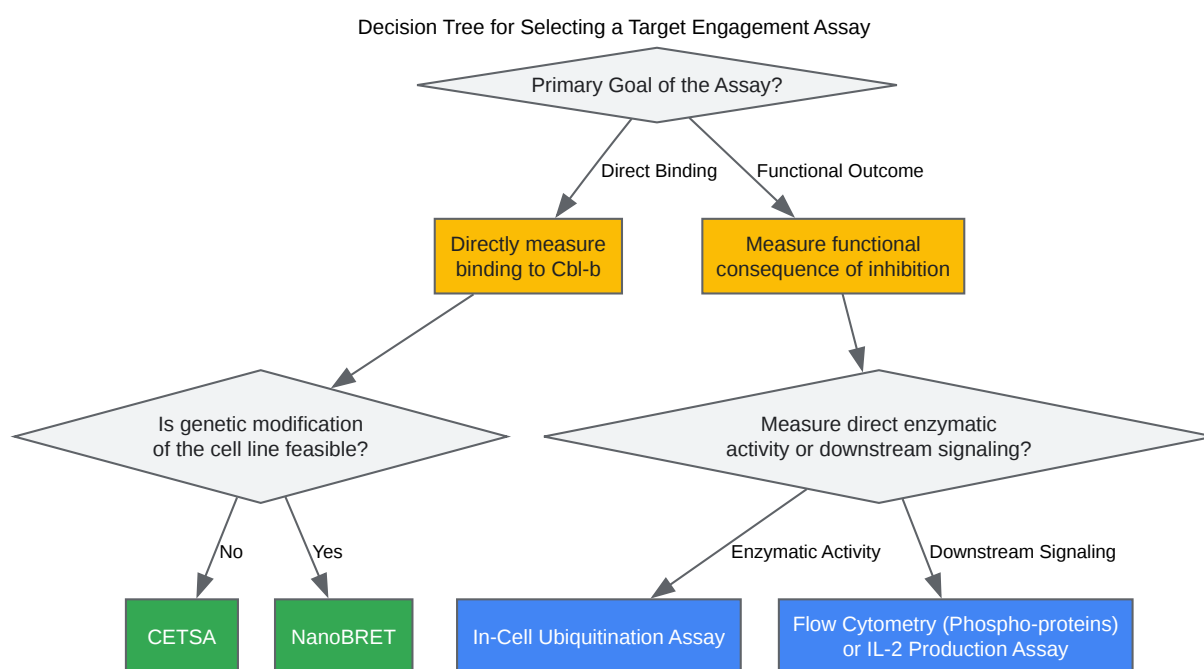 Decision Tree for Selecting a Target Engagement Assay
Primary Goal of the Assay?
Direct Binding
Functional Outcome
Directly measure
binding to Cbl-b
Measure functional
consequence of inhibition
Is genetic modification
of the cell line feasible?
Measure direct enzymatic
activity or downstream signaling?
No
Yes
Enzymatic Activity
Downstream Signaling
CETSA
NanoBRET
In-Cell Ubiquitination Assay
Flow Cytometry (Phospho-proteins)
or IL-2 Production Assay